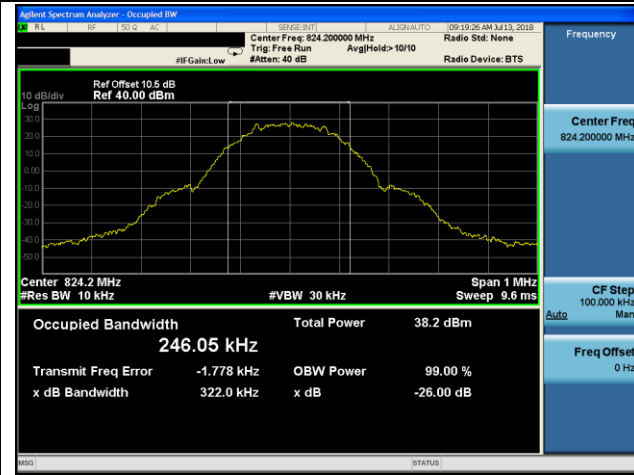 Agilent Spectrum Analyzer - Occupied BW
RL RF 50 Ω AC SENSE:INT ALIGN AUTO 09:19:26 AM Jul 13, 2018
Center Freq: 824.200000 MHz Radio Std: None
Trig: Free Run Avg|Hold:> 10/10
#IFGain:Low #Atten: 40 dB Radio Device: BTS
Ref Offset 10.5 dB
10 dB/div Ref 40.00 dBm
Log
30.0
20.0
10.0
0.00
-10.0
-20.0
-30.0
-40.0
-50.0
Center 824.2 MHz Span 1 MHz
#Res BW 10 kHz #VBW 30 kHz Sweep 9.6 ms
Occupied Bandwidth Total Power 38.2 dBm
246.05 kHz
Transmit Freq Error -1.778 kHz OBW Power 99.00 %
x dB Bandwidth 322.0 kHz x dB -26.00 dB
MSG STATUS
Frequency
Center Freq
824.200000 MHz
CF Step
100.000 kHz
Auto Man
Freq Offset
0 Hz